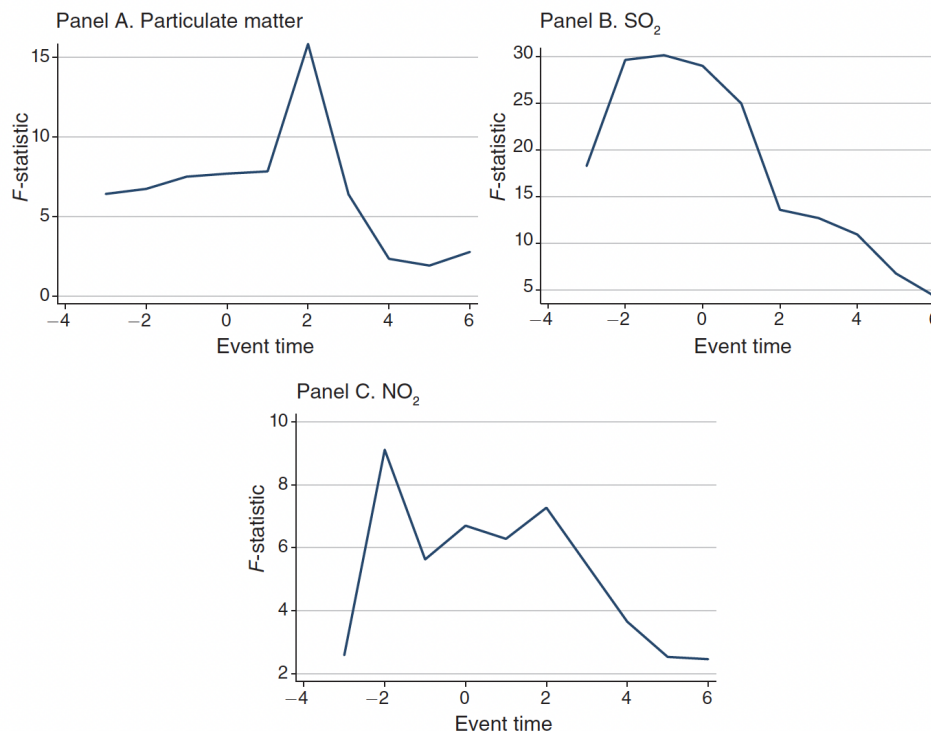 Panel A. Particulate matter
15
10
5
0
F-statistic
−4 −2 0 2 4 6
Event time
Panel B. SO₂
30
25
20
15
10
5
F-statistic
−4 −2 0 2 4
Event time
Panel C. NO₂
10
8
6
4
2
F-statistic
−4 −2 0 2 4 6
Event time